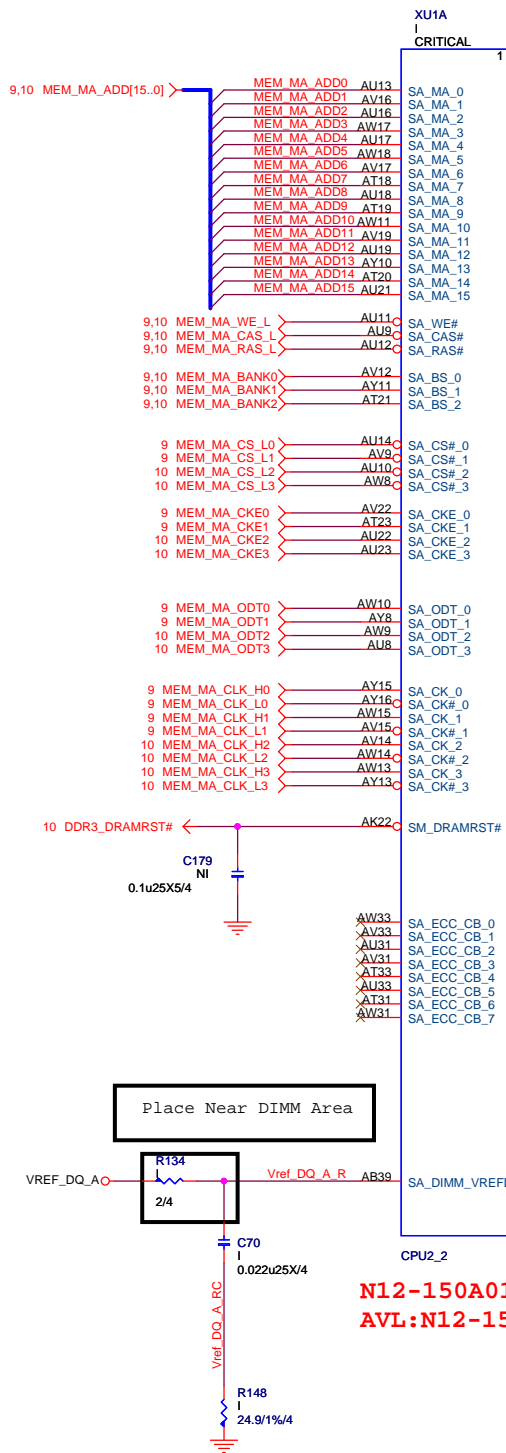 XU1A
I
CRITICAL
1
9,10 MEM_MA_ADD[15..0]
MEM_MA_ADD0 AU13 SA_MA_0
MEM_MA_ADD1 AV16 SA_MA_1
MEM_MA_ADD2 AU16 SA_MA_2
MEM_MA_ADD3 AW17 SA_MA_3
MEM_MA_ADD4 AU17 SA_MA_4
MEM_MA_ADD5 AW18 SA_MA_5
MEM_MA_ADD6 AV17 SA_MA_6
MEM_MA_ADD7 AT18 SA_MA_7
MEM_MA_ADD8 AU18 SA_MA_8
MEM_MA_ADD9 AT19 SA_MA_9
MEM_MA_ADD10 AW11 SA_MA_10
MEM_MA_ADD11 AV19 SA_MA_11
MEM_MA_ADD12 AU19 SA_MA_12
MEM_MA_ADD13 AY10 SA_MA_13
MEM_MA_ADD14 AT20 SA_MA_14
MEM_MA_ADD15 AU21 SA_MA_15
9,10 MEM_MA_WE_L AU11 SA_WE#
9,10 MEM_MA_CAS_L AU9 SA_CAS#
9,10 MEM_MA_RAS_L AU12 SA_RAS#
9,10 MEM_MA_BANK0 AV12 SA_BS_0
9,10 MEM_MA_BANK1 AY11 SA_BS_1
9,10 MEM_MA_BANK2 AT21 SA_BS_2
9 MEM_MA_CS_L0 AU14 SA_CS#_0
9 MEM_MA_CS_L1 AV9 SA_CS#_1
10 MEM_MA_CS_L2 AU10 SA_CS#_2
10 MEM_MA_CS_L3 AW8 SA_CS#_3
9 MEM_MA_CKE0 AV22 SA_CKE_0
9 MEM_MA_CKE1 AT23 SA_CKE_1
10 MEM_MA_CKE2 AU22 SA_CKE_2
10 MEM_MA_CKE3 AU23 SA_CKE_3
9 MEM_MA_ODT0 AW10 SA_ODT_0
9 MEM_MA_ODT1 AY8 SA_ODT_1
10 MEM_MA_ODT2 AW9 SA_ODT_2
10 MEM_MA_ODT3 AU8 SA_ODT_3
9 MEM_MA_CLK_H0 AY15 SA_CK_0
9 MEM_MA_CLK_L0 AY16 SA_CK#_0
9 MEM_MA_CLK_H1 AW15 SA_CK_1
9 MEM_MA_CLK_L1 AV15 SA_CK#_1
10 MEM_MA_CLK_H2 AV14 SA_CK_2
10 MEM_MA_CLK_L2 AW14 SA_CK#_2
10 MEM_MA_CLK_H3 AW13 SA_CK_3
10 MEM_MA_CLK_L3 AY13 SA_CK#_3
10 DDR3_DRAMRST# AK22 SM_DRAMRST#
C179
NI
0.1u25X5/4
AW33 SA_ECC_CB_0
AV33 SA_ECC_CB_1
AU31 SA_ECC_CB_2
AV31 SA_ECC_CB_3
AT33 SA_ECC_CB_4
AU33 SA_ECC_CB_5
AT31 SA_ECC_CB_6
AW31 SA_ECC_CB_7
Place Near DIMM Area
R134
I
VREF_DQ_A Vref_DQ_A_R AB39 SA_DIMM_VREF
2/4
C70
I
0.022u25X/4
CPU2_2
Vref_DQ_A_RC
N12-150A01
AVL:N12-15
R148
I
24.9/1%/4